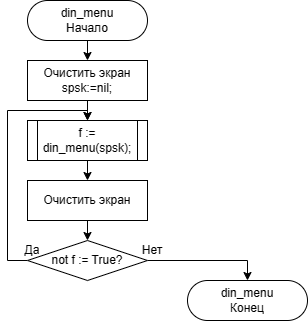 din_menu
Начало
Очистить экран
spsk:=nil;
f :=
din_menu(spsk);
Очистить экран
Да
not f := True?
Нет
din_menu
Конец